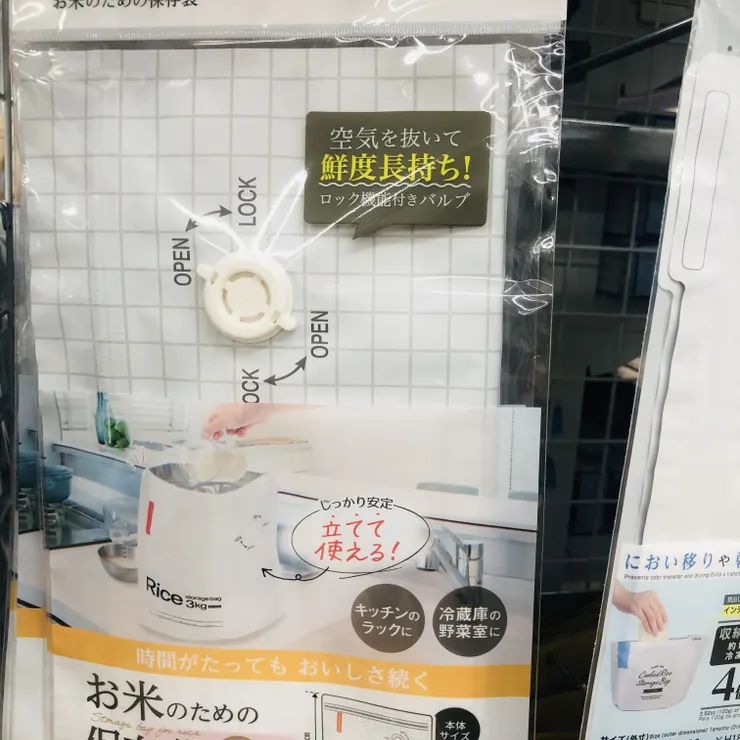 お米のための保存袋
空気を抜いて
鮮度長持ち!
ロック機能付きバルブ
LOCK
OPEN
OPEN
LOCK
しっかり安定
立てて
使える!
Rice storage bag
3kg
キッチンの
ラックに
冷蔵庫の
野菜室に
時間がたっても おいしさ続く
お米のための
Storage bag for rice
本体
サイズ
におい移りや
Prevents odor transfer and drying
Cooked Rice
Storage Bag
収納
4
サイズ(外寸)